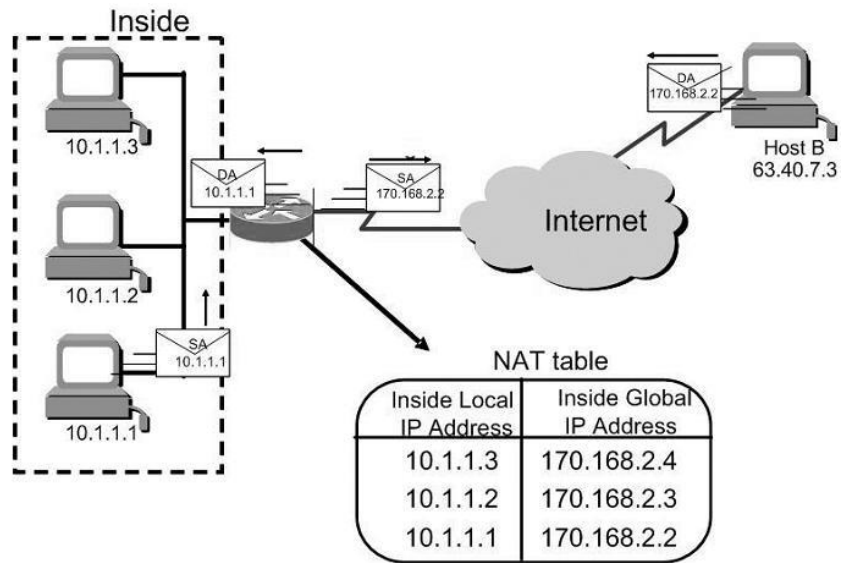 Inside
10.1.1.3
DA
10.1.1.1
SA
170.168.2.2
DA
170.168.2.2
Host B
63.40.7.3
Internet
10.1.1.2
SA
10.1.1.1
10.1.1.1
NAT table
Inside Local
IP Address
Inside Global
IP Address
10.1.1.3 170.168.2.4
10.1.1.2 170.168.2.3
10.1.1.1 170.168.2.2